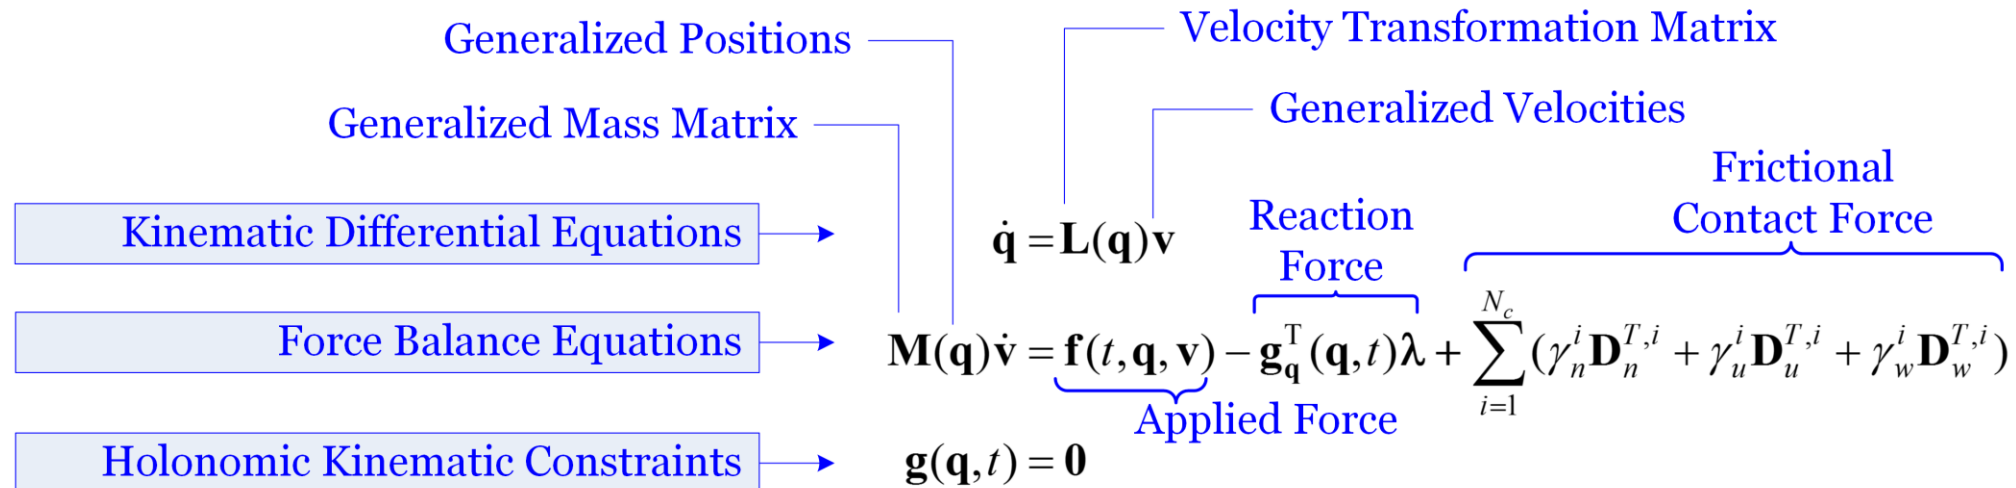 Generalized Positions
Velocity Transformation Matrix
Generalized Mass Matrix
Generalized Velocities
Frictional
Contact Force
Reaction
Force
Kinematic Differential Equations
q̇ = L(q)v
Force Balance Equations
M(q)v̇ = f(t,q,v) − g_q^T(q,t)λ + ∑_{i=1}^{N_c}(γ_n^i D_n^{T,i} + γ_u^i D_u^{T,i} + γ_w^i D_w^{T,i})
Applied Force
Holonomic Kinematic Constraints
g(q,t) = 0